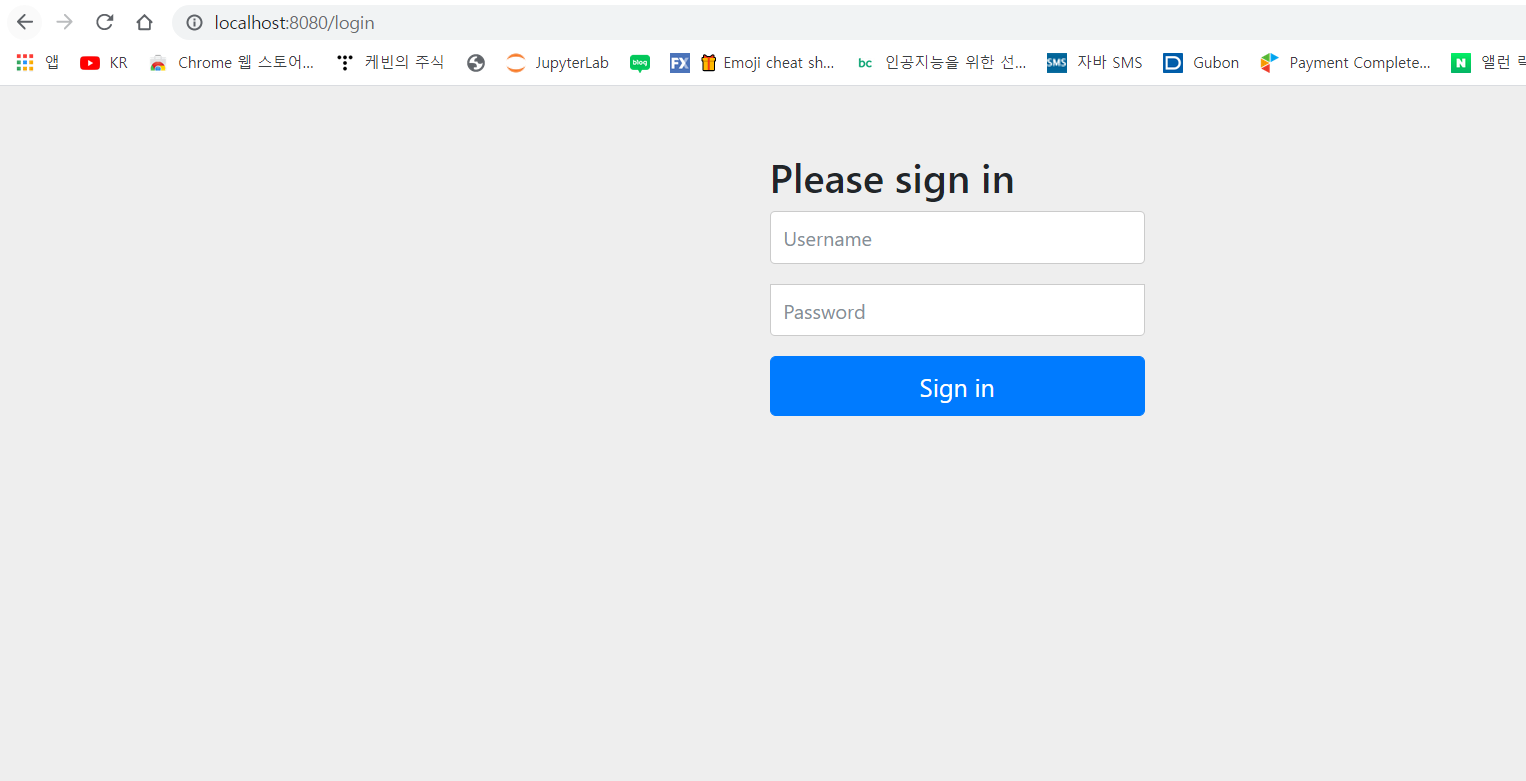 localhost:8080/login
앱 KR Chrome 웹 스토어... 케빈의 주식 JupyterLab blog FX Emoji cheat sh... bc 인공지능을 위한 선... SMS 자바 SMS Gubon Payment Complete... N 앨런
Please sign in
Username
Password
Sign in